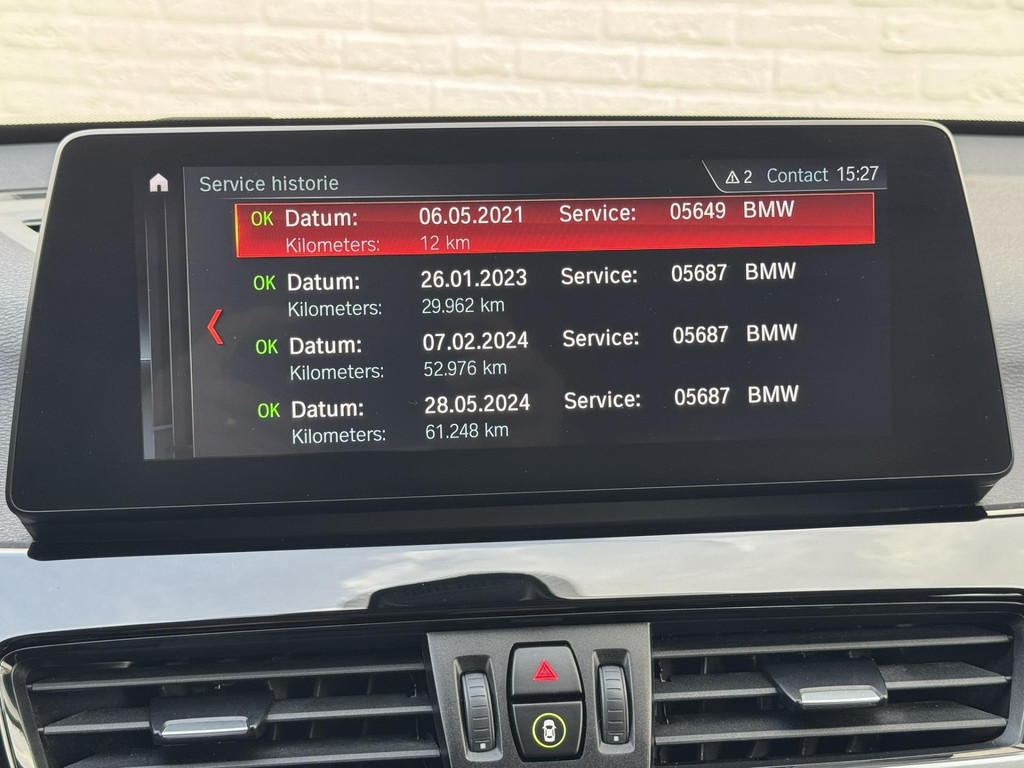 Service historie
2 Contact 15:27
OK Datum: 06.05.2021 Service: 05649 BMW
Kilometers: 12 km
OK Datum: 26.01.2023 Service: 05687 BMW
Kilometers: 29.962 km
OK Datum: 07.02.2024 Service: 05687 BMW
Kilometers: 52.976 km
OK Datum: 28.05.2024 Service: 05687 BMW
Kilometers: 61.248 km